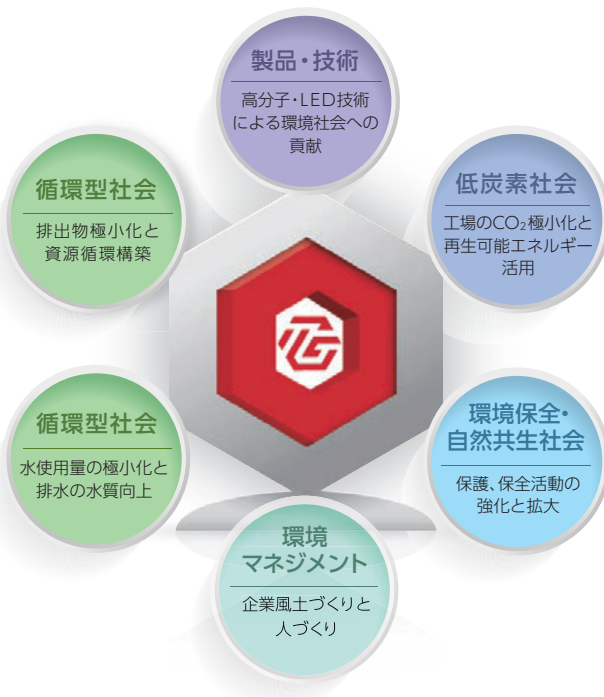 製品・技術
高分子・LED技術
による環境社会への
貢献
低炭素社会
工場のCO₂極小化と
再生可能エネルギー
活用
環境保全・
自然共生社会
保護、保全活動の
強化と拡大
環境
マネジメント
企業風土づくりと
人づくり
循環型社会
水使用量の極小化と
排水の水質向上
循環型社会
排出物極小化と
資源循環構築
TG